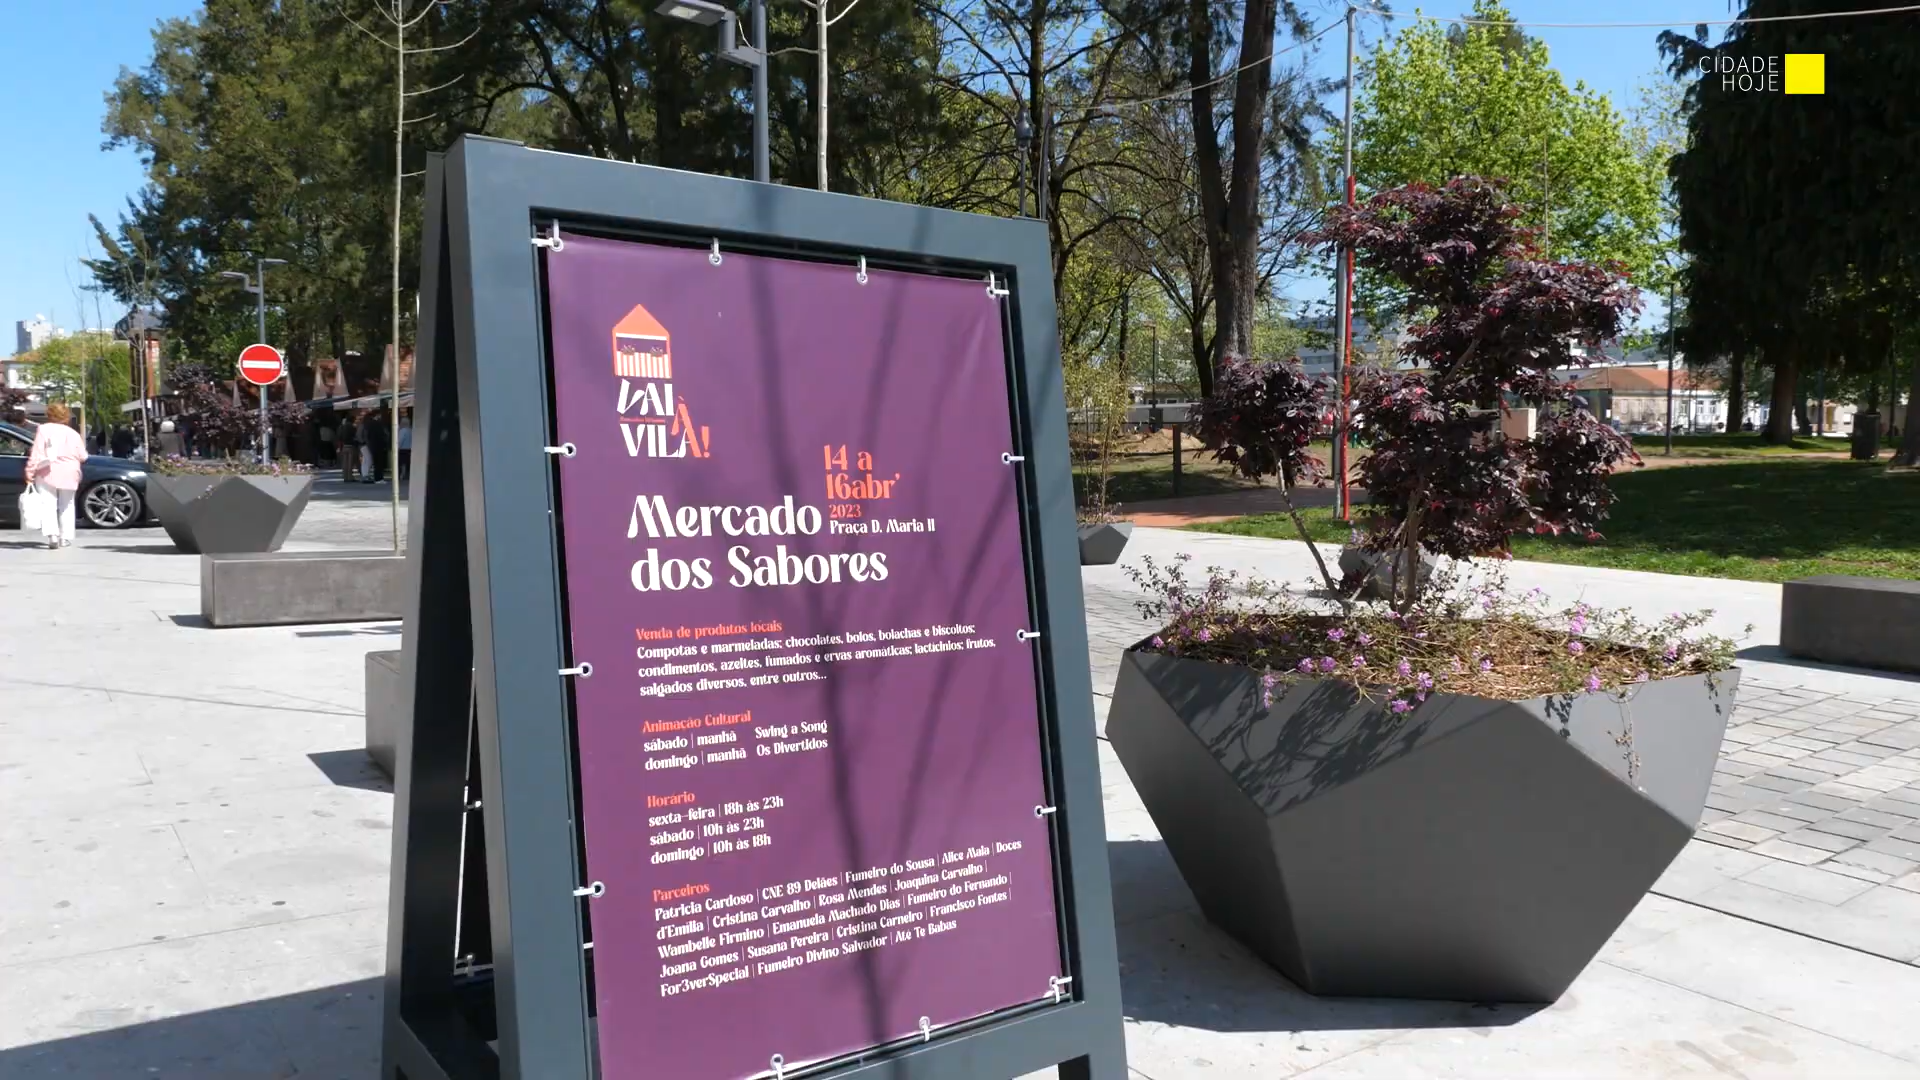 CIDADE
HOJE
VAI
À
VILA!
14 a
16abr'
2023
Praça D. Maria II
Mercado
dos Sabores
Venda de produtos locais
Compotas e marmeladas; chocolates, bolos, bolachas e biscoitos;
condimentos, azeites, fumados e ervas aromáticas; lacticínios; frutos,
salgados diversos, entre outros...
Animação Cultural
sábado | manhã Swing a Song
domingo | manhã Os Divertidos
Horário
sexta-feira | 18h às 23h
sábado | 10h às 23h
domingo | 10h às 18h
Parceiros
Patricia Cardoso | CNE 89 Delães | Fumeiro do Sousa | Alice Maia | Doces
d'Emilia | Cristina Carvalho | Rosa Mendes | Joaquina Carvalho |
Wambelle Firmino | Emanuela Machado Dias | Fumeiro do Fernando |
Joana Gomes | Susana Pereira | Cristina Carneiro | Francisco Fontes |
For3verSpecial | Fumeiro Divino Salvador | Até Te Babas